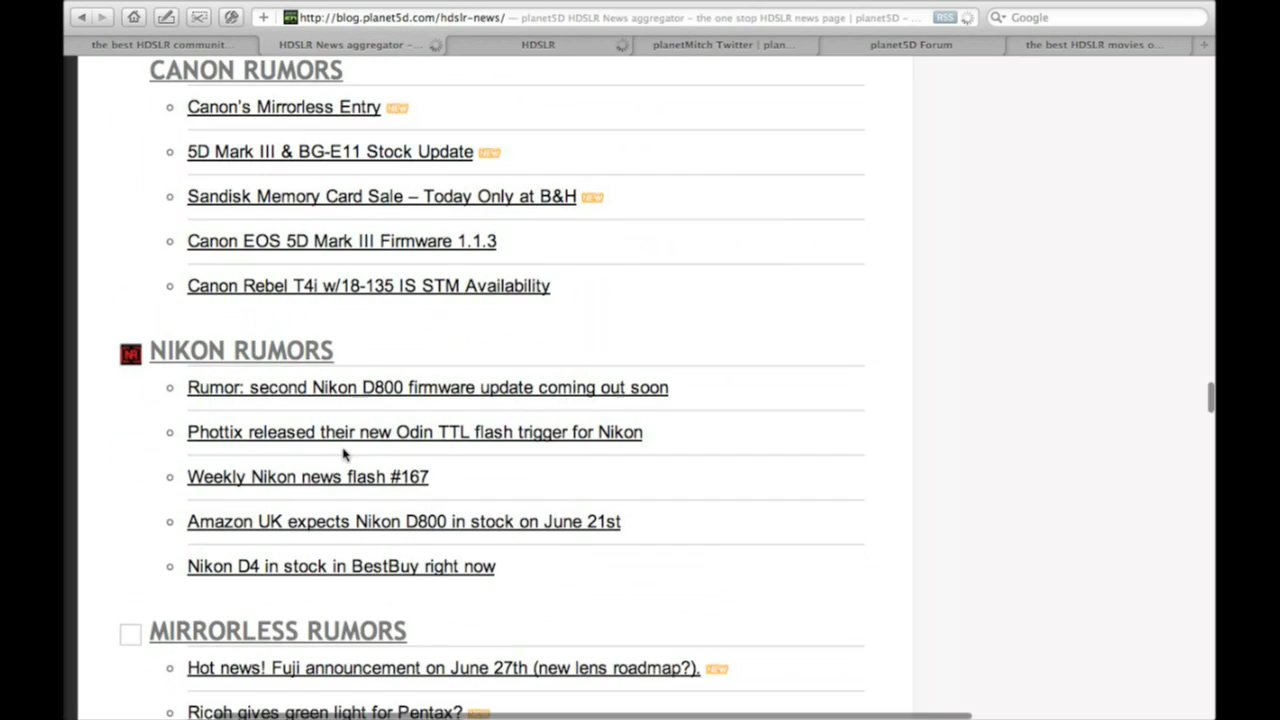 http://blog.planet5d.com/hdslr-news/ — planet5D HDSLR News aggregator - the one stop HDSLR news page | planet5D - ...
RSS
Google
the best HDSLR communit...
HDSLR News aggregator -...
HDSLR
planetMitch Twitter | plan...
planet5D Forum
the best HDSLR movies o...
CANON RUMORS
Canon's Mirrorless Entry NEW
5D Mark III & BG-E11 Stock Update NEW
Sandisk Memory Card Sale – Today Only at B&H NEW
Canon EOS 5D Mark III Firmware 1.1.3
Canon Rebel T4i w/18-135 IS STM Availability
NR NIKON RUMORS
Rumor: second Nikon D800 firmware update coming out soon
Phottix released their new Odin TTL flash trigger for Nikon
Weekly Nikon news flash #167
Amazon UK expects Nikon D800 in stock on June 21st
Nikon D4 in stock in BestBuy right now
MIRRORLESS RUMORS
Hot news! Fuji announcement on June 27th (new lens roadmap?). NEW
Ricoh gives green light for Pentax? NEW